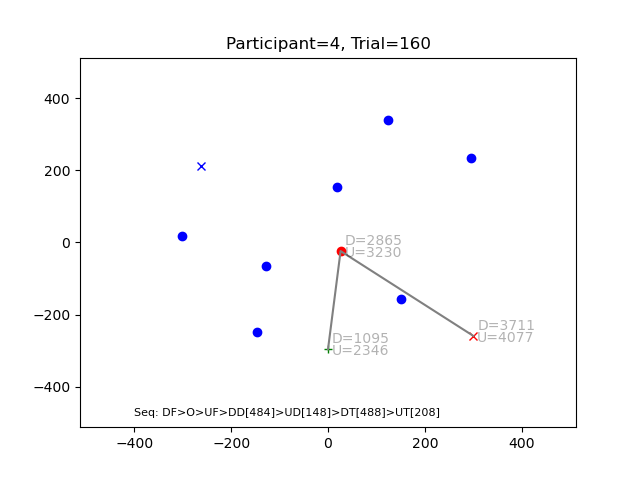 Participant=4, Trial=160
400
200
0
−200
−400
D=2865
U=3230
D=3711
U=4077
D=1095
U=2346
Seq: DF>O>UF>DD[484]>UD[148]>DT[488]>UT[208]
−400
−200
0
200
400